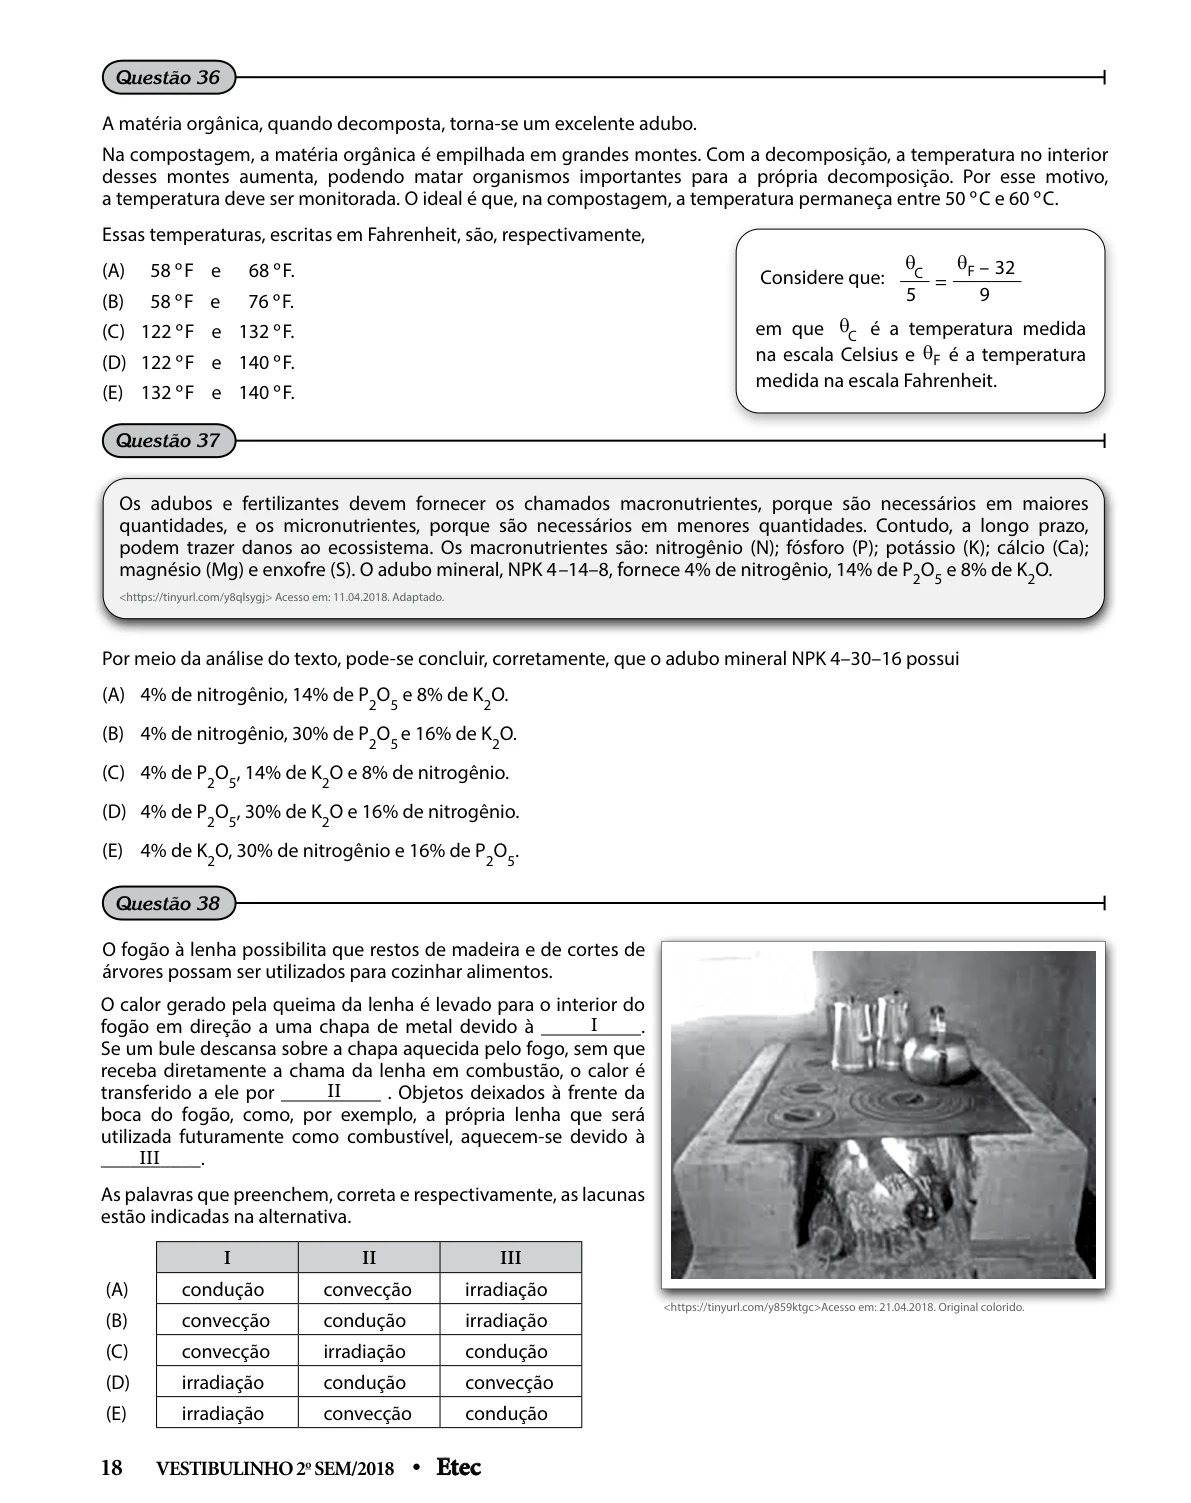 Questão 36
A matéria orgânica, quando decomposta, torna-se um excelente adubo.
Na compostagem, a matéria orgânica é empilhada em grandes montes. Com a decomposição, a temperatura no interior
desses montes aumenta, podendo matar organismos importantes para a própria decomposição. Por esse motivo,
a temperatura deve ser monitorada. O ideal é que, na compostagem, a temperatura permaneça entre 50 ºC e 60 ºC.
Essas temperaturas, escritas em Fahrenheit, são, respectivamente,
(A) 58 ºF e 68 ºF.
(B) 58 ºF e 76 ºF.
(C) 122 ºF e 132 ºF.
(D) 122 ºF e 140 ºF.
(E) 132 ºF e 140 ºF.
Considere que: θC/5 = (θF – 32)/9
em que θC é a temperatura medida
na escala Celsius e θF é a temperatura
medida na escala Fahrenheit.
Questão 37
Os adubos e fertilizantes devem fornecer os chamados macronutrientes, porque são necessários em maiores
quantidades, e os micronutrientes, porque são necessários em menores quantidades. Contudo, a longo prazo,
podem trazer danos ao ecossistema. Os macronutrientes são: nitrogênio (N); fósforo (P); potássio (K); cálcio (Ca);
magnésio (Mg) e enxofre (S). O adubo mineral, NPK 4–14–8, fornece 4% de nitrogênio, 14% de P2O5 e 8% de K2O.
<https://tinyurl.com/y8qlsygj> Acesso em: 11.04.2018. Adaptado.
Por meio da análise do texto, pode-se concluir, corretamente, que o adubo mineral NPK 4–30–16 possui
(A) 4% de nitrogênio, 14% de P2O5 e 8% de K2O.
(B) 4% de nitrogênio, 30% de P2O5 e 16% de K2O.
(C) 4% de P2O5, 14% de K2O e 8% de nitrogênio.
(D) 4% de P2O5, 30% de K2O e 16% de nitrogênio.
(E) 4% de K2O, 30% de nitrogênio e 16% de P2O5.
Questão 38
O fogão à lenha possibilita que restos de madeira e de cortes de
árvores possam ser utilizados para cozinhar alimentos.
O calor gerado pela queima da lenha é levado para o interior do
fogão em direção a uma chapa de metal devido à ____I____.
Se um bule descansa sobre a chapa aquecida pelo fogo, sem que
receba diretamente a chama da lenha em combustão, o calor é
transferido a ele por ____II____ . Objetos deixados à frente da
boca do fogão, como, por exemplo, a própria lenha que será
utilizada futuramente como combustível, aquecem-se devido à
____III____.
As palavras que preenchem, correta e respectivamente, as lacunas
estão indicadas na alternativa.
I II III
(A) condução convecção irradiação
(B) convecção condução irradiação
(C) convecção irradiação condução
(D) irradiação condução convecção
(E) irradiação convecção condução
<https://tinyurl.com/y859ktgc>Acesso em: 21.04.2018. Original colorido.
18 VESTIBULINHO 2º SEM/2018 • Etec